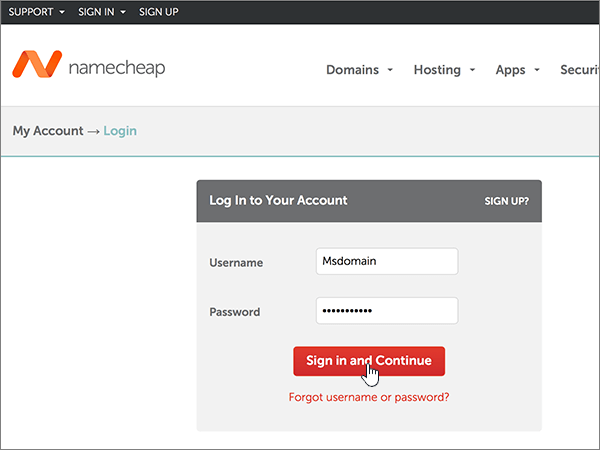 SUPPORT SIGN IN SIGN UP
namecheap Domains Hosting Apps Securi
My Account → Login
Log In to Your Account SIGN UP?
Username Msdomain
Password •••••••••••
Sign in and Continue
Forgot username or password?